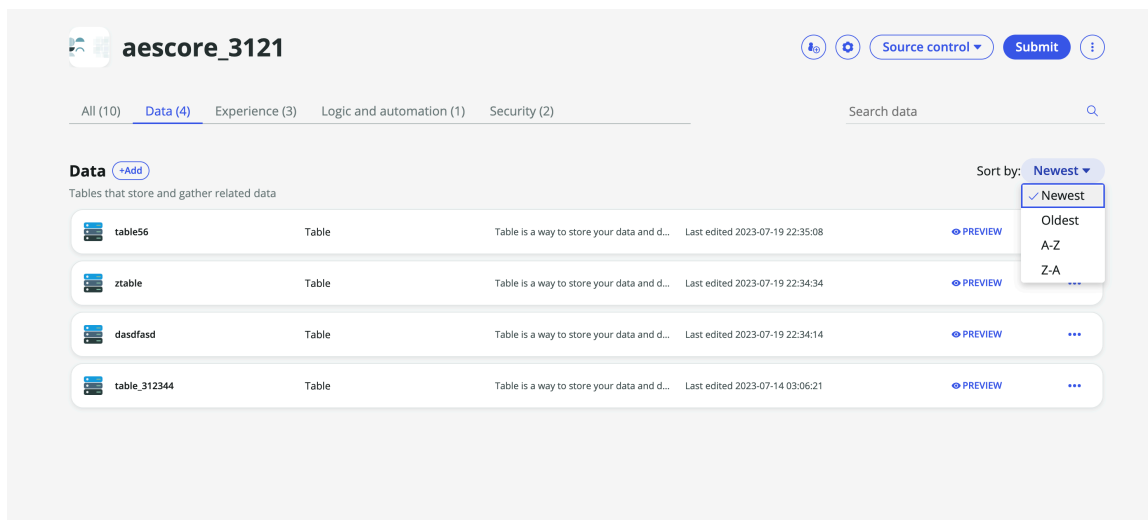 aescore_3121
Source control
Submit
All (10) Data (4) Experience (3) Logic and automation (1) Security (2)
Search data
Data +Add
Sort by: Newest
Tables that store and gather related data
Newest
Oldest
A-Z
Z-A
table56 Table Table is a way to store your data and d... Last edited 2023-07-19 22:35:08 PREVIEW
ztable Table Table is a way to store your data and d... Last edited 2023-07-19 22:34:34 PREVIEW
dasdfasd Table Table is a way to store your data and d... Last edited 2023-07-19 22:34:14 PREVIEW
table_312344 Table Table is a way to store your data and d... Last edited 2023-07-14 03:06:21 PREVIEW